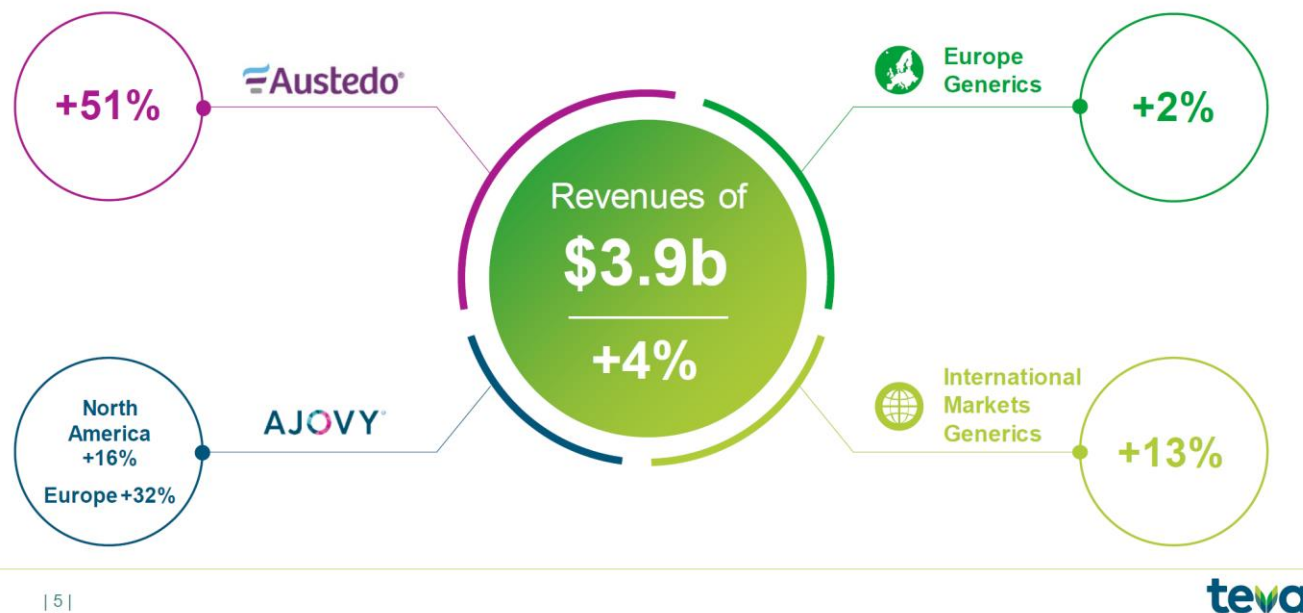 +51%
Austedo®
Europe
Generics
+2%
Revenues of
$3.9b
+4%
North
America
+16%
Europe +32%
AJOVY®
International
Markets
Generics
+13%
| 5 |
teva